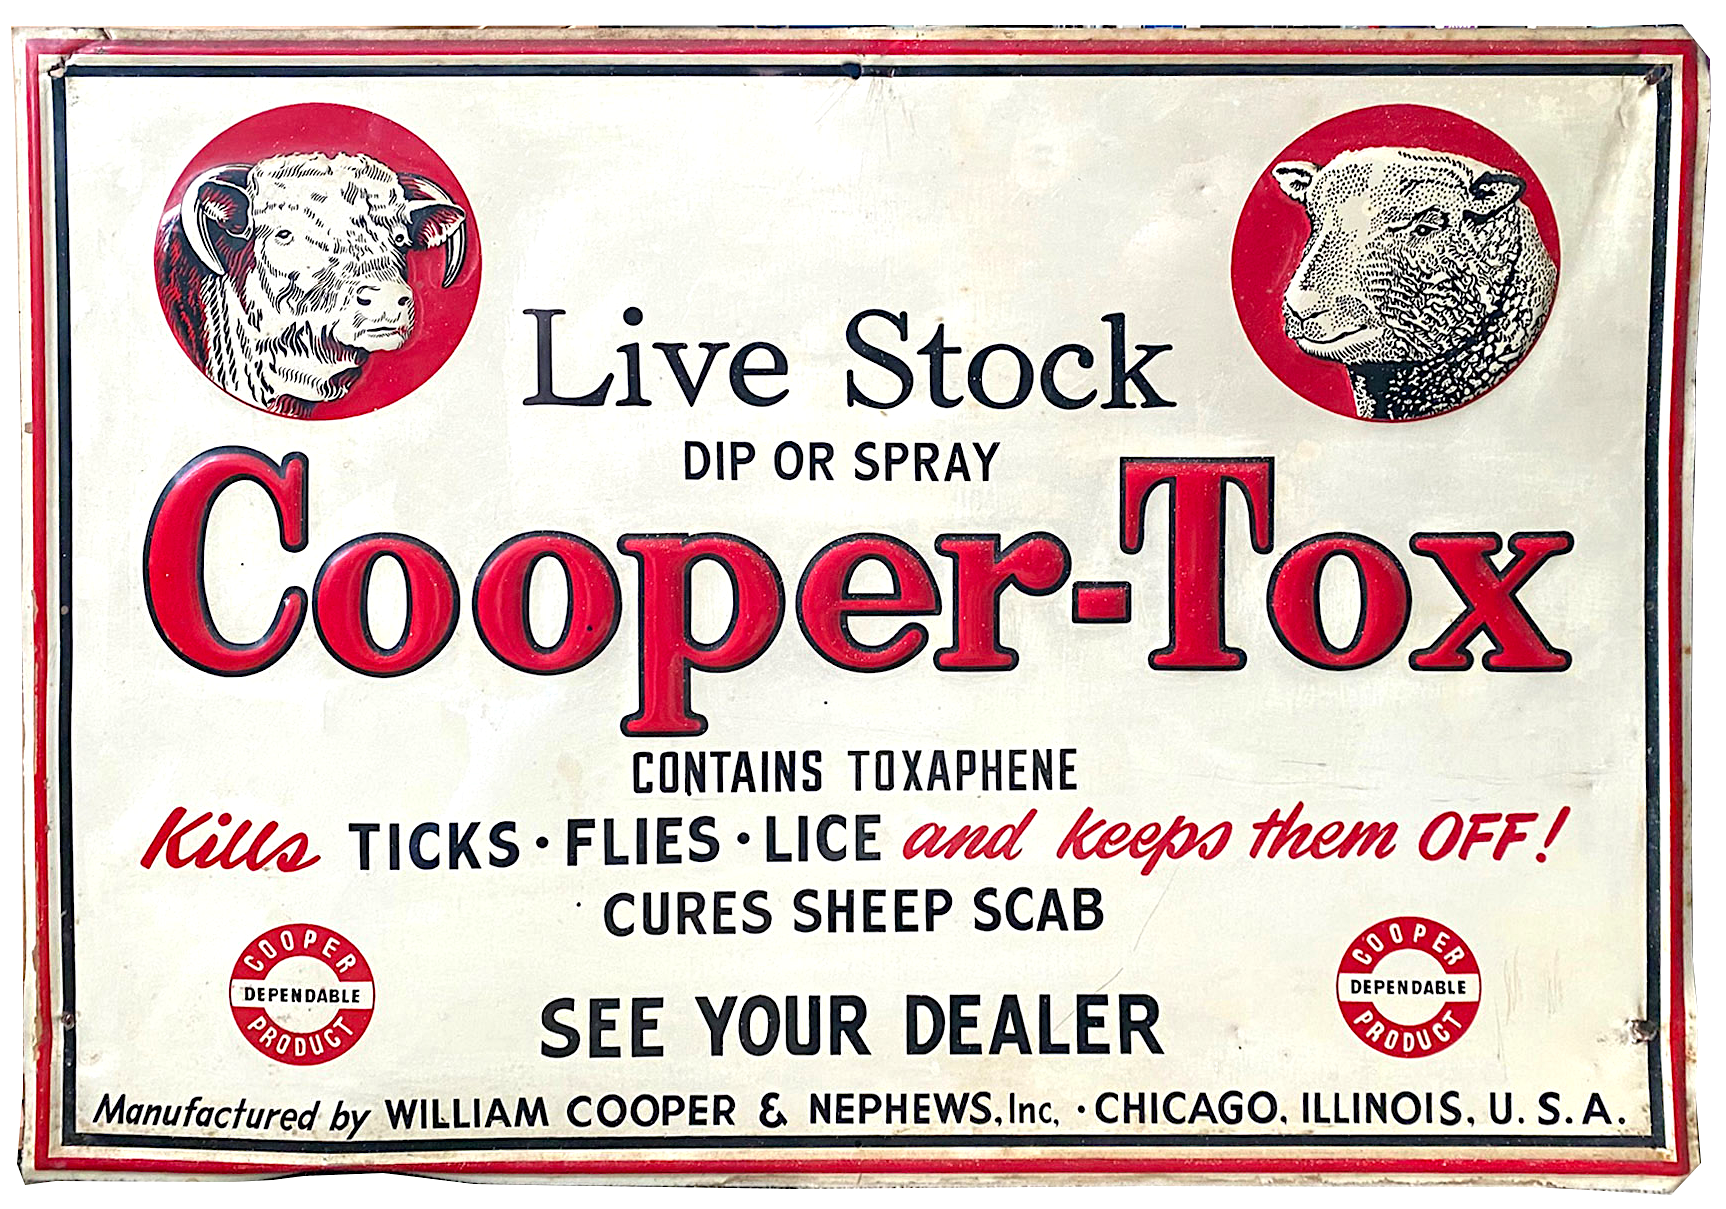 Live Stock
DIP OR SPRAY
Cooper-Tox
CONTAINS TOXAPHENE
Kills TICKS · FLIES · LICE and keeps them OFF!
CURES SHEEP SCAB
COOPER
DEPENDABLE
PRODUCT
COOPER
DEPENDABLE
PRODUCT
SEE YOUR DEALER
Manufactured by WILLIAM COOPER & NEPHEWS, Inc, · CHICAGO. ILLINOIS, U. S. A.